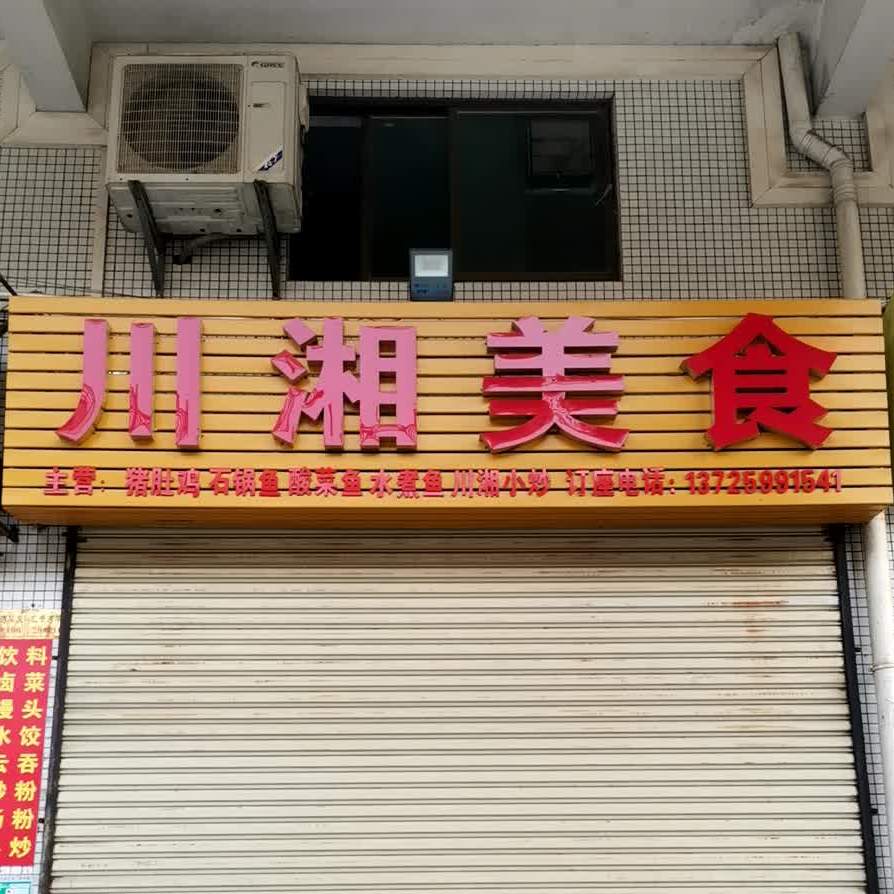 GREE
川湘美食
主营：猪肚鸡 石锅鱼 酸菜鱼 水煮鱼 川湘小炒 订座电话：13725991541
饮料
卤菜
馒头
水饺
云吞
炒粉
汤粉
炒